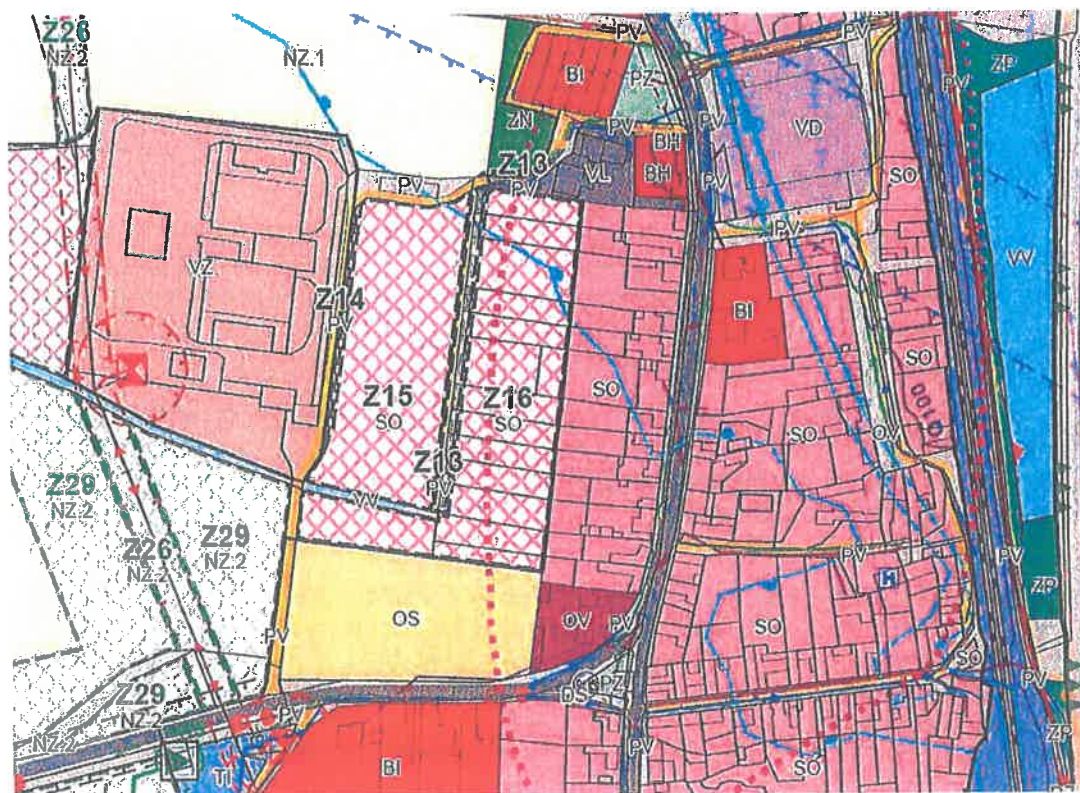 Z26
NZ.2
NZ.1
PV
PV
BI
PZ
ZP
ZN
PV
PV
VD
BH
BH
Z13
PV
VL
PV
PV
SO
VZ
PV
VV
BI
Z14
PV
Z15
SO
Z16
SO
SO
SO
SO
OV
O100
Z13
PV
VV
Z29
NZ.2
Z26
NZ.2
Z29
NZ.2
PV
H
ZP
OS
OV
PV
SO
SO
PV
PV
Z29
NZ.2
PZ
DS
PV
NZ.2
PV
ZP
TI
BI
SO